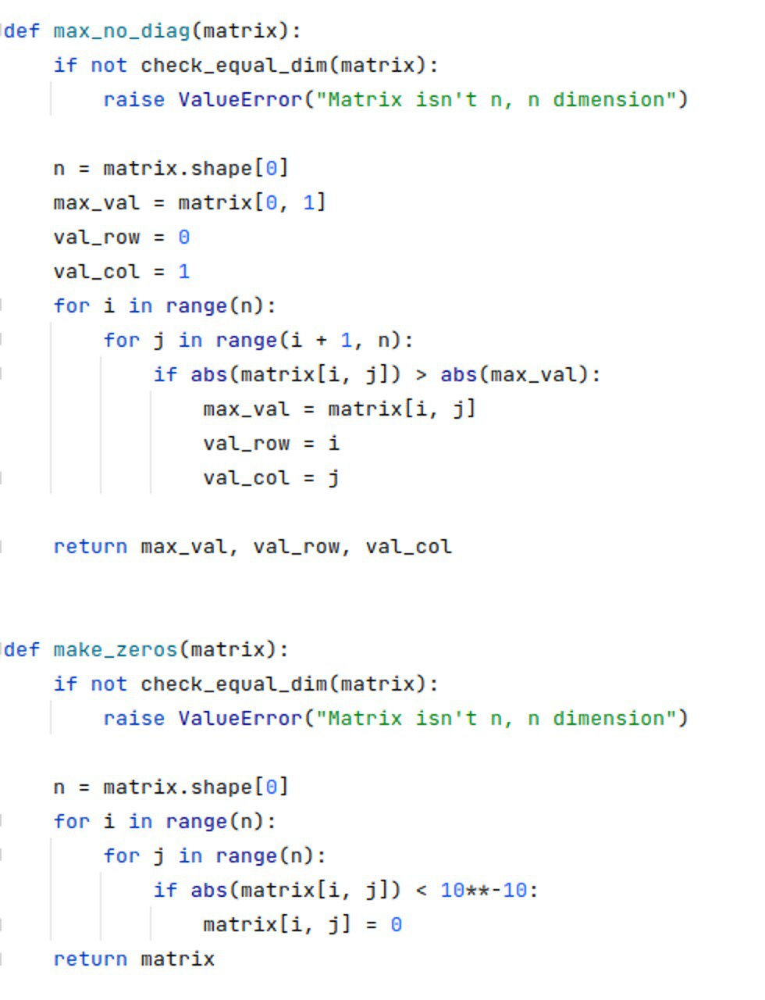 def max_no_diag(matrix):
    if not check_equal_dim(matrix):
        raise ValueError("Matrix isn't n, n dimension")

    n = matrix.shape[0]
    max_val = matrix[0, 1]
    val_row = 0
    val_col = 1
    for i in range(n):
        for j in range(i + 1, n):
            if abs(matrix[i, j]) > abs(max_val):
                max_val = matrix[i, j]
                val_row = i
                val_col = j

    return max_val, val_row, val_col


def make_zeros(matrix):
    if not check_equal_dim(matrix):
        raise ValueError("Matrix isn't n, n dimension")

    n = matrix.shape[0]
    for i in range(n):
        for j in range(n):
            if abs(matrix[i, j]) < 10**-10:
                matrix[i, j] = 0
    return matrix